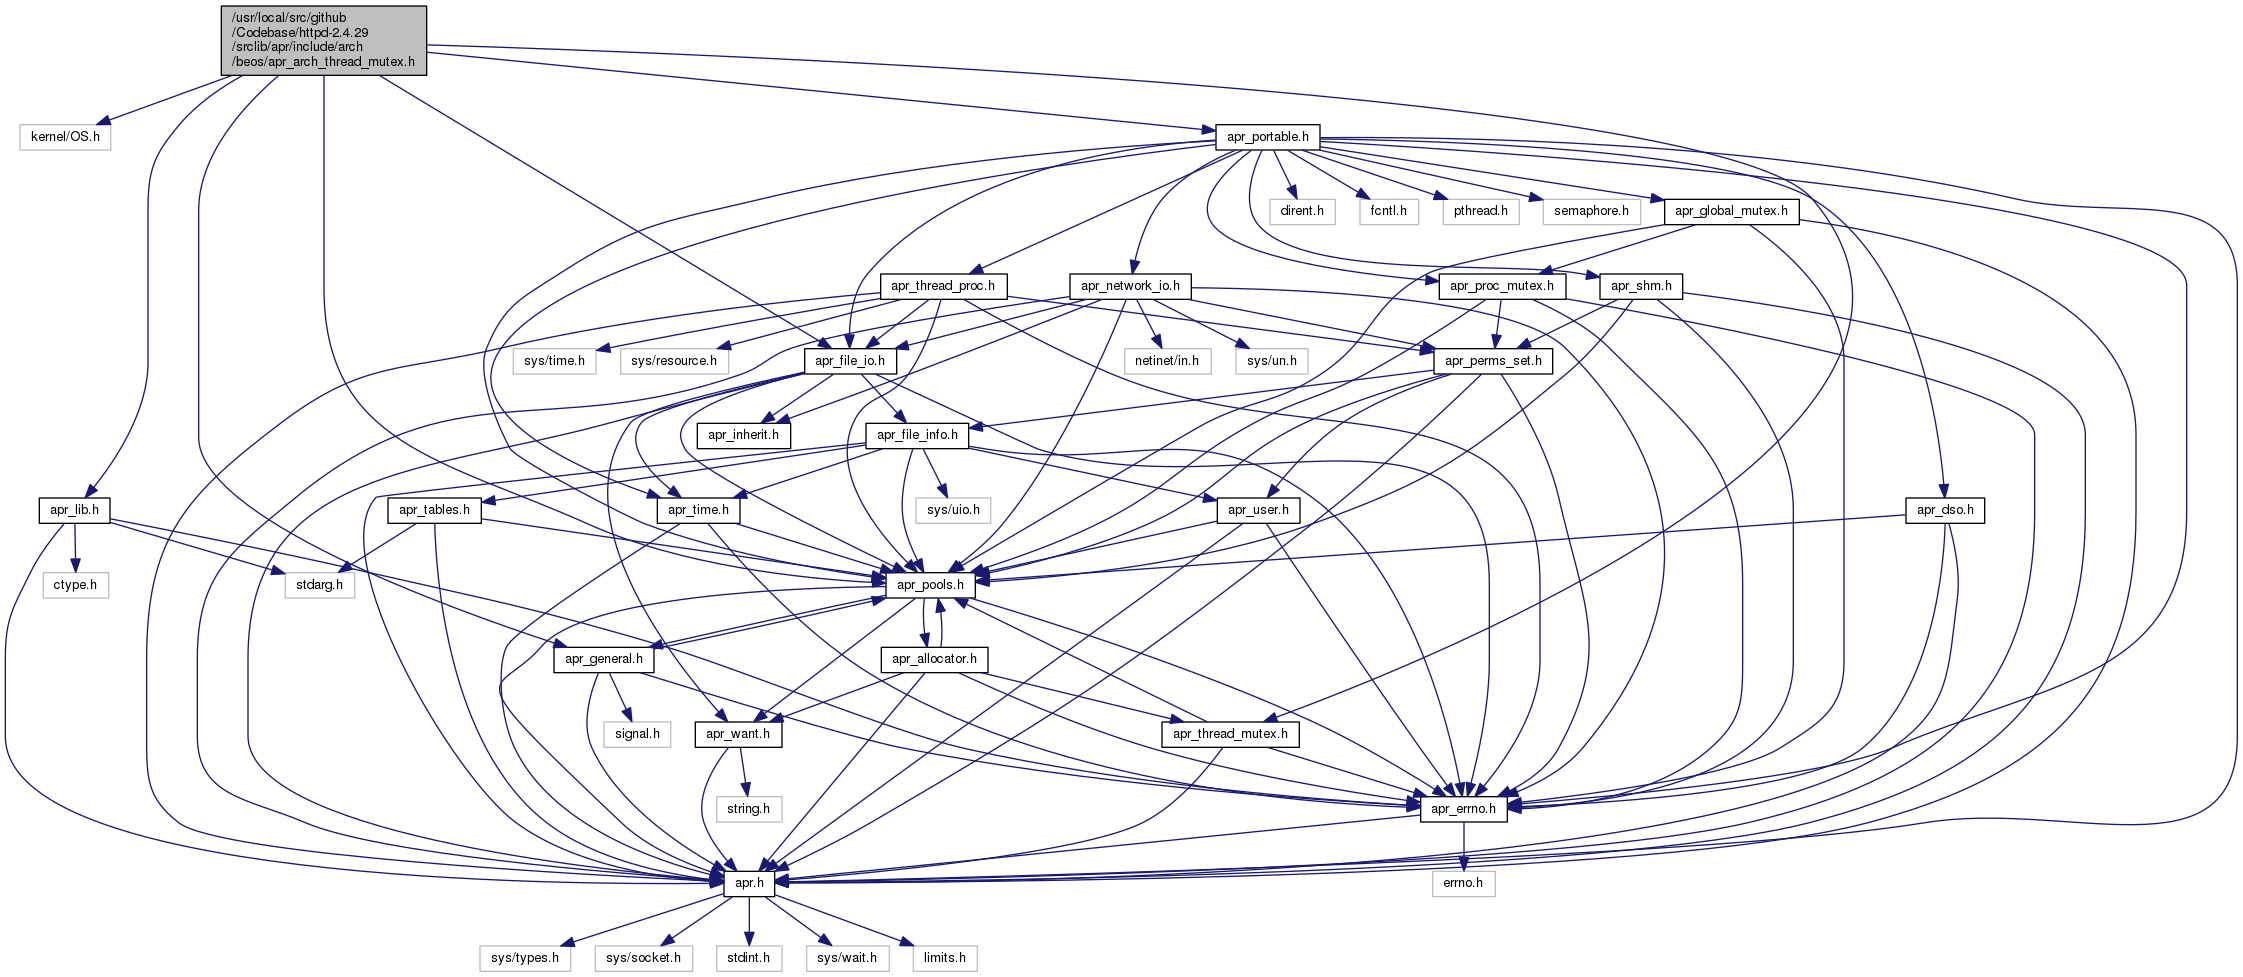 /usr/local/src/github
/Codebase/httpd-2.4.29
/srclib/apr/include/arch
/beos/apr_arch_thread_mutex.h
kernel/OS.h
apr_portable.h
dirent.h
fcntl.h
pthread.h
semaphore.h
apr_global_mutex.h
apr_thread_proc.h
apr_network_io.h
apr_proc_mutex.h
apr_shm.h
sys/time.h
sys/resource.h
apr_file_io.h
netinet/in.h
sys/un.h
apr_perms_set.h
apr_inherit.h
apr_file_info.h
apr_lib.h
apr_tables.h
apr_time.h
sys/uio.h
apr_user.h
apr_dso.h
ctype.h
stdarg.h
apr_pools.h
apr_general.h
apr_allocator.h
signal.h
apr_want.h
apr_thread_mutex.h
string.h
apr_errno.h
apr.h
errno.h
sys/types.h
sys/socket.h
stdint.h
sys/wait.h
limits.h